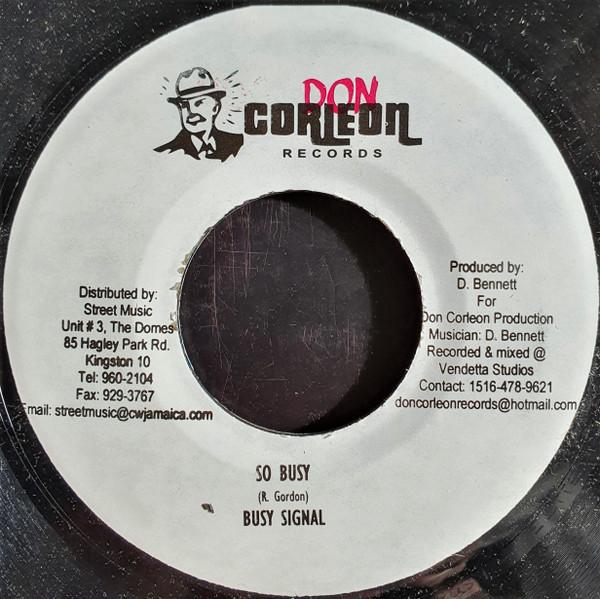 DON
CORLEON
RECORDS
Distributed by:
Street Music
Unit # 3, The Domes
85 Hagley Park Rd.
Kingston 10
Tel: 960-2104
Fax: 929-3767
Email: streetmusic@cwjamaica.com
Produced by:
D. Bennett
For
Don Corleon Production
Musician: D. Bennett
Recorded & mixed @
Vendetta Studios
Contact: 1516-478-9621
doncorleonrecords@hotmail.com
SO BUSY
(R. Gordon)
BUSY SIGNAL